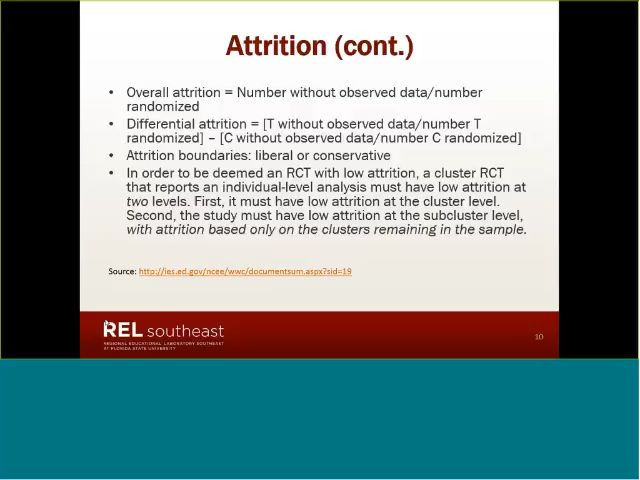 Attrition (cont.)
• Overall attrition = Number without observed data/number
randomized
• Differential attrition = [T without observed data/number T
randomized] – [C without observed data/number C randomized]
• Attrition boundaries: liberal or conservative
• In order to be deemed an RCT with low attrition, a cluster RCT
that reports an individual-level analysis must have low attrition at
two levels. First, it must have low attrition at the cluster level.
Second, the study must have low attrition at the subcluster level,
with attrition based only on the clusters remaining in the sample.
Source: http://ies.ed.gov/ncee/wwc/documentsum.aspx?sid=19
REL southeast
REGIONAL EDUCATIONAL LABORATORY SOUTHEAST
AT FLORIDA STATE UNIVERSITY
10